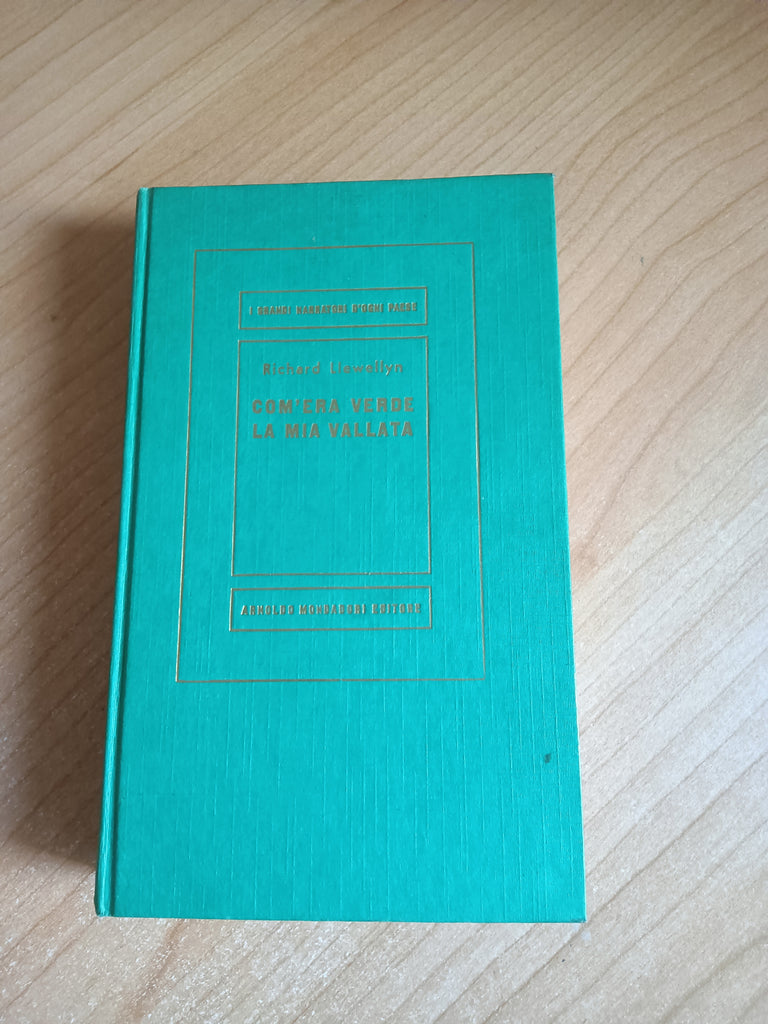 I GRANDI NARRATORI D'OGNI PAESE
Richard Llewellyn
COM'ERA VERDE
LA MIA VALLATA
ARNOLDO MONDADORI EDITORE